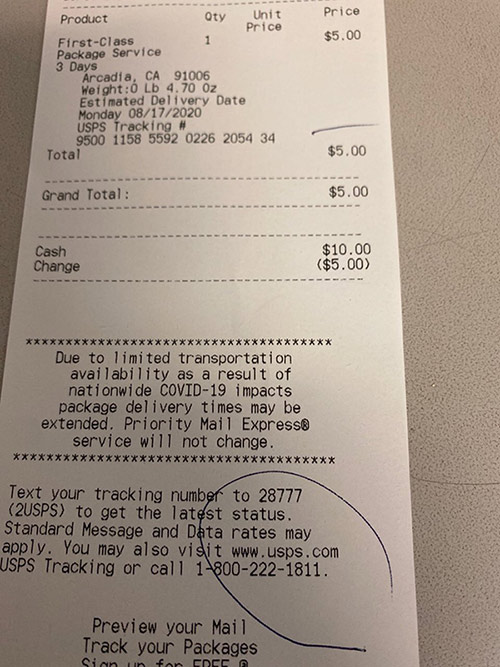 Product Qty Unit Price
Price
First-Class 1 $5.00
Package Service
3 Days
Arcadia, CA 91006
Weight:0 Lb 4.70 Oz
Estimated Delivery Date
Monday 08/17/2020
USPS Tracking #
9500 1158 5592 0226 2054 34
Total $5.00
Grand Total: $5.00
Cash $10.00
Change ($5.00)
****************************************
Due to limited transportation
availability as a result of
nationwide COVID-19 impacts
package delivery times may be
extended. Priority Mail Express®
service will not change.
****************************************
Text your tracking number to 28777
(2USPS) to get the latest status.
Standard Message and Data rates may
apply. You may also visit www.usps.com
USPS Tracking or call 1-800-222-1811.
Preview your Mail
Track your Packages
Sign up for FREE @